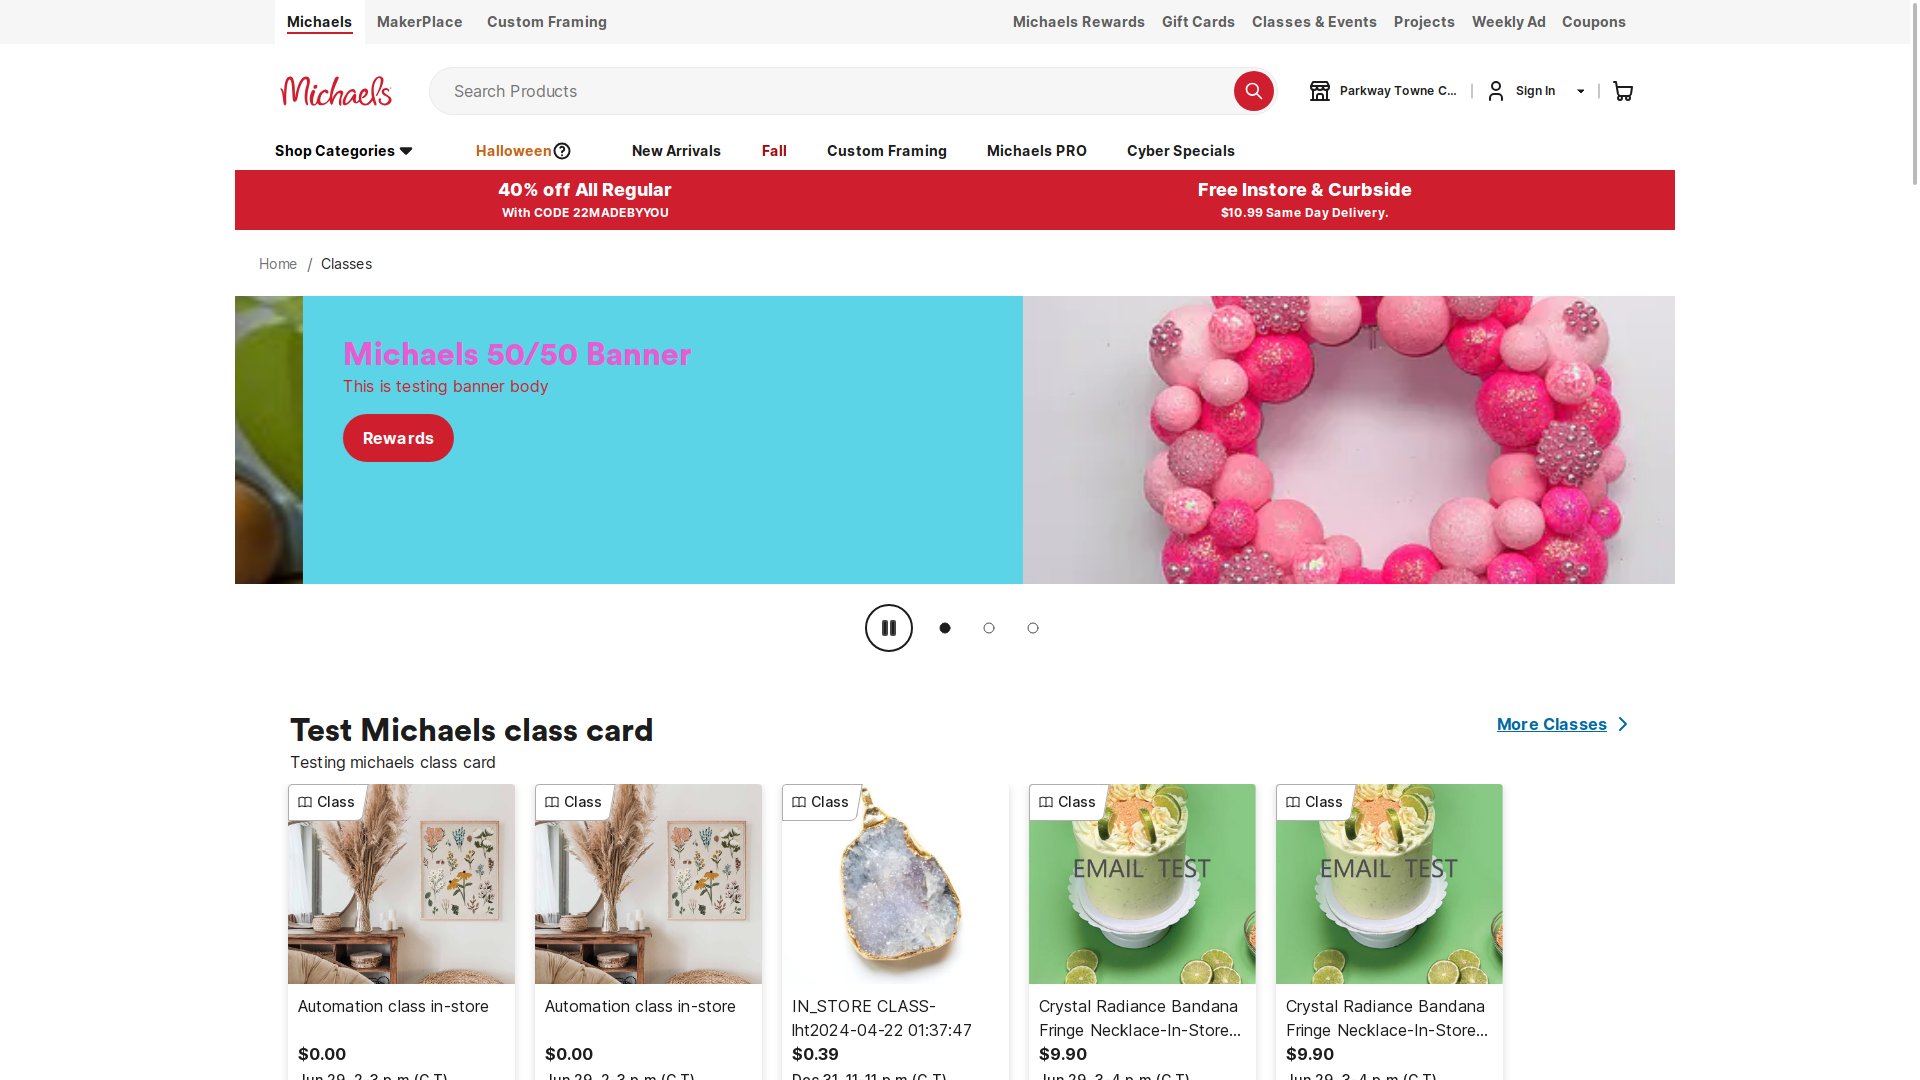 Michaels
MakerPlace
Custom Framing
Michaels Rewards
Gift Cards
Classes & Events
Projects
Weekly Ad
Coupons
Michaels
Search Products
Parkway Towne C...
Sign In
Shop Categories
Halloween
New Arrivals
Fall
Custom Framing
Michaels PRO
Cyber Specials
40% off All Regular
With CODE 22MADEBYYOU
Free Instore & Curbside
$10.99 Same Day Delivery.
Home / Classes
Michaels 50/50 Banner
This is testing banner body
Rewards
Test Michaels class card
More Classes
Testing michaels class card
Class
Automation class in-store
$0.00
Jun 29, 2-3 p.m (C.T)
Class
Automation class in-store
$0.00
Jun 29, 2-3 p.m (C.T)
Class
IN_STORE CLASS-
lht2024-04-22 01:37:47
$0.39
Dec 31, 11-11 p.m (C.T)
Class
EMAIL TEST
Crystal Radiance Bandana
Fringe Necklace-In-Store...
$9.90
Jun 29, 3-4 p.m (C.T)
Class
EMAIL TEST
Crystal Radiance Bandana
Fringe Necklace-In-Store...
$9.90
Jun 29, 3-4 p.m (C.T)